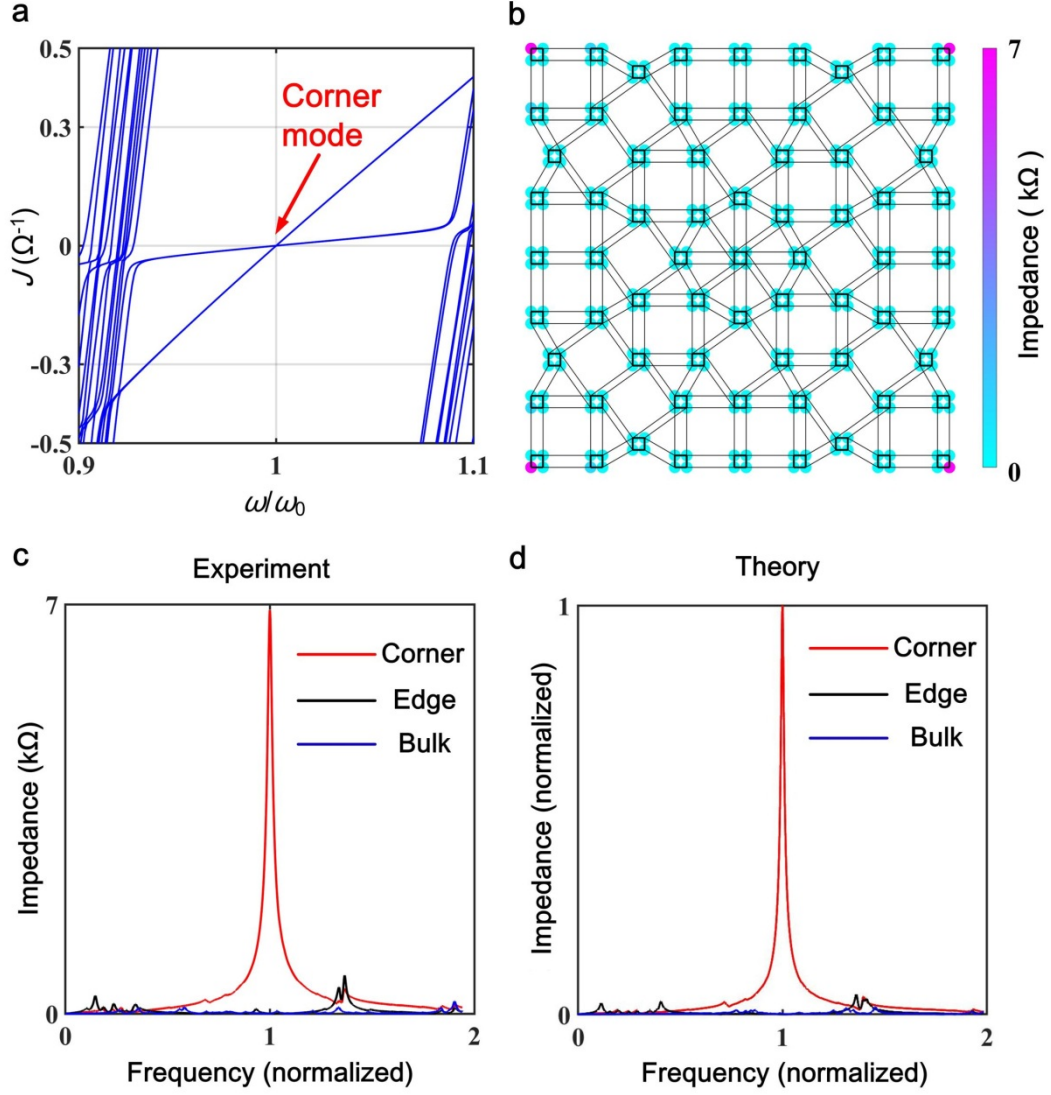 a
0.5
0.3
0
-0.3
-0.5
J (Ω⁻¹)
Corner
mode
0.9
1
1.1
ω/ω₀
b
7
0
Impedance ( kΩ)
c
Experiment
7
0
Impedance (kΩ)
Corner
Edge
Bulk
0
1
2
Frequency (normalized)
d
Theory
1
0
Impedance (normalized)
Corner
Edge
Bulk
0
1
2
Frequency (normalized)